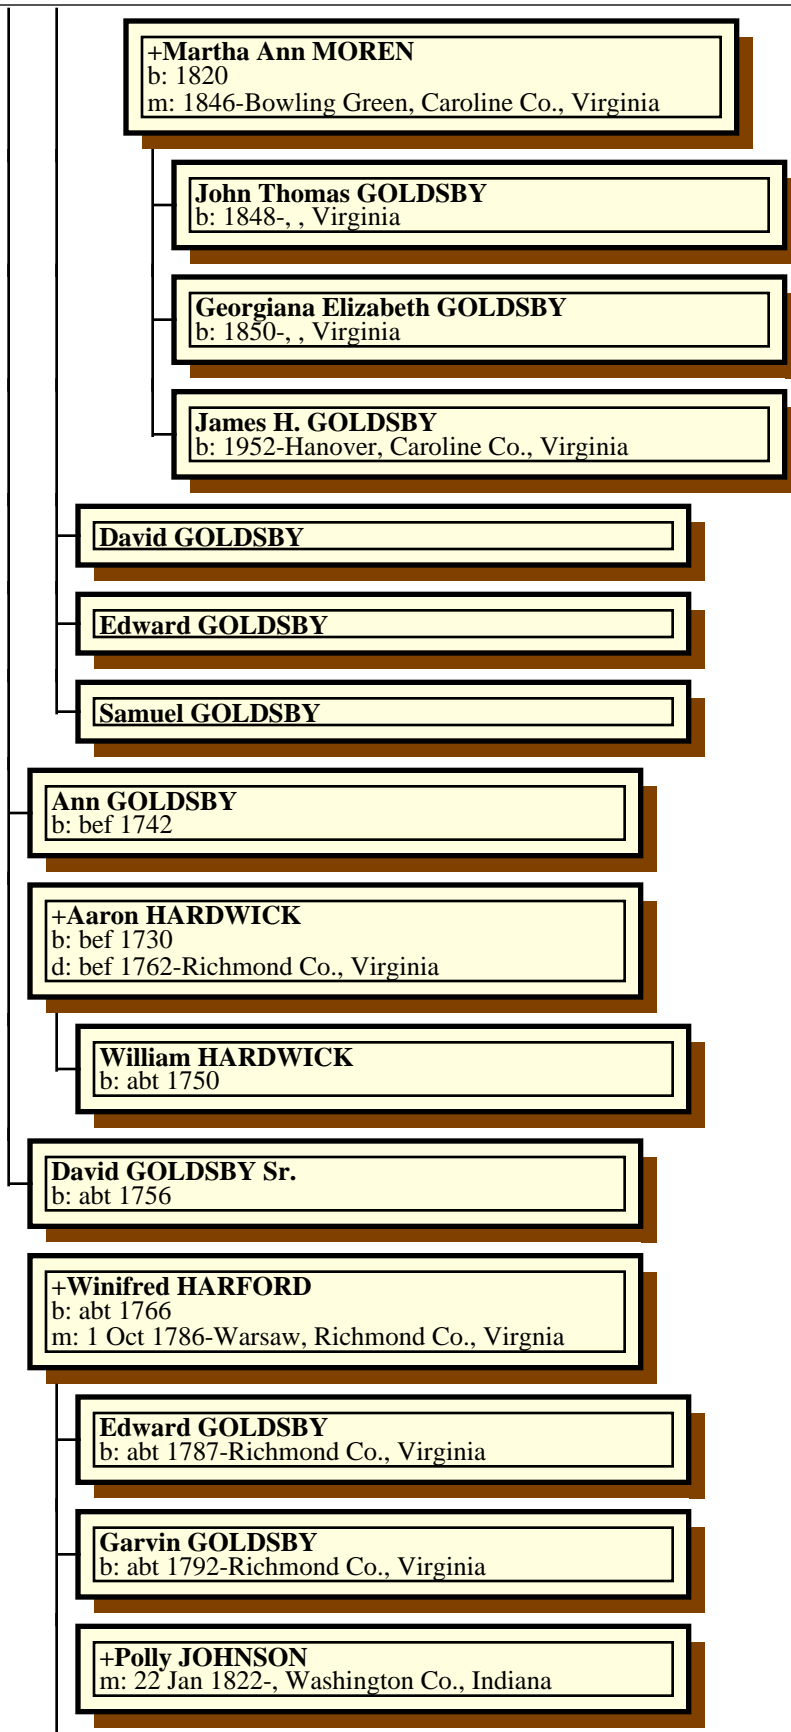 +Martha Ann MOREN
b: 1820
m: 1846-Bowling Green, Caroline Co., Virginia
John Thomas GOLDSBY
b: 1848-, , Virginia
Georgiana Elizabeth GOLDSBY
b: 1850-, , Virginia
James H. GOLDSBY
b: 1952-Hanover, Caroline Co., Virginia
David GOLDSBY
Edward GOLDSBY
Samuel GOLDSBY
Ann GOLDSBY
b: bef 1742
+Aaron HARDWICK
b: bef 1730
d: bef 1762-Richmond Co., Virginia
William HARDWICK
b: abt 1750
David GOLDSBY Sr.
b: abt 1756
+Winifred HARFORD
b: abt 1766
m: 1 Oct 1786-Warsaw, Richmond Co., Virgnia
Edward GOLDSBY
b: abt 1787-Richmond Co., Virginia
Garvin GOLDSBY
b: abt 1792-Richmond Co., Virginia
+Polly JOHNSON
m: 22 Jan 1822-, Washington Co., Indiana